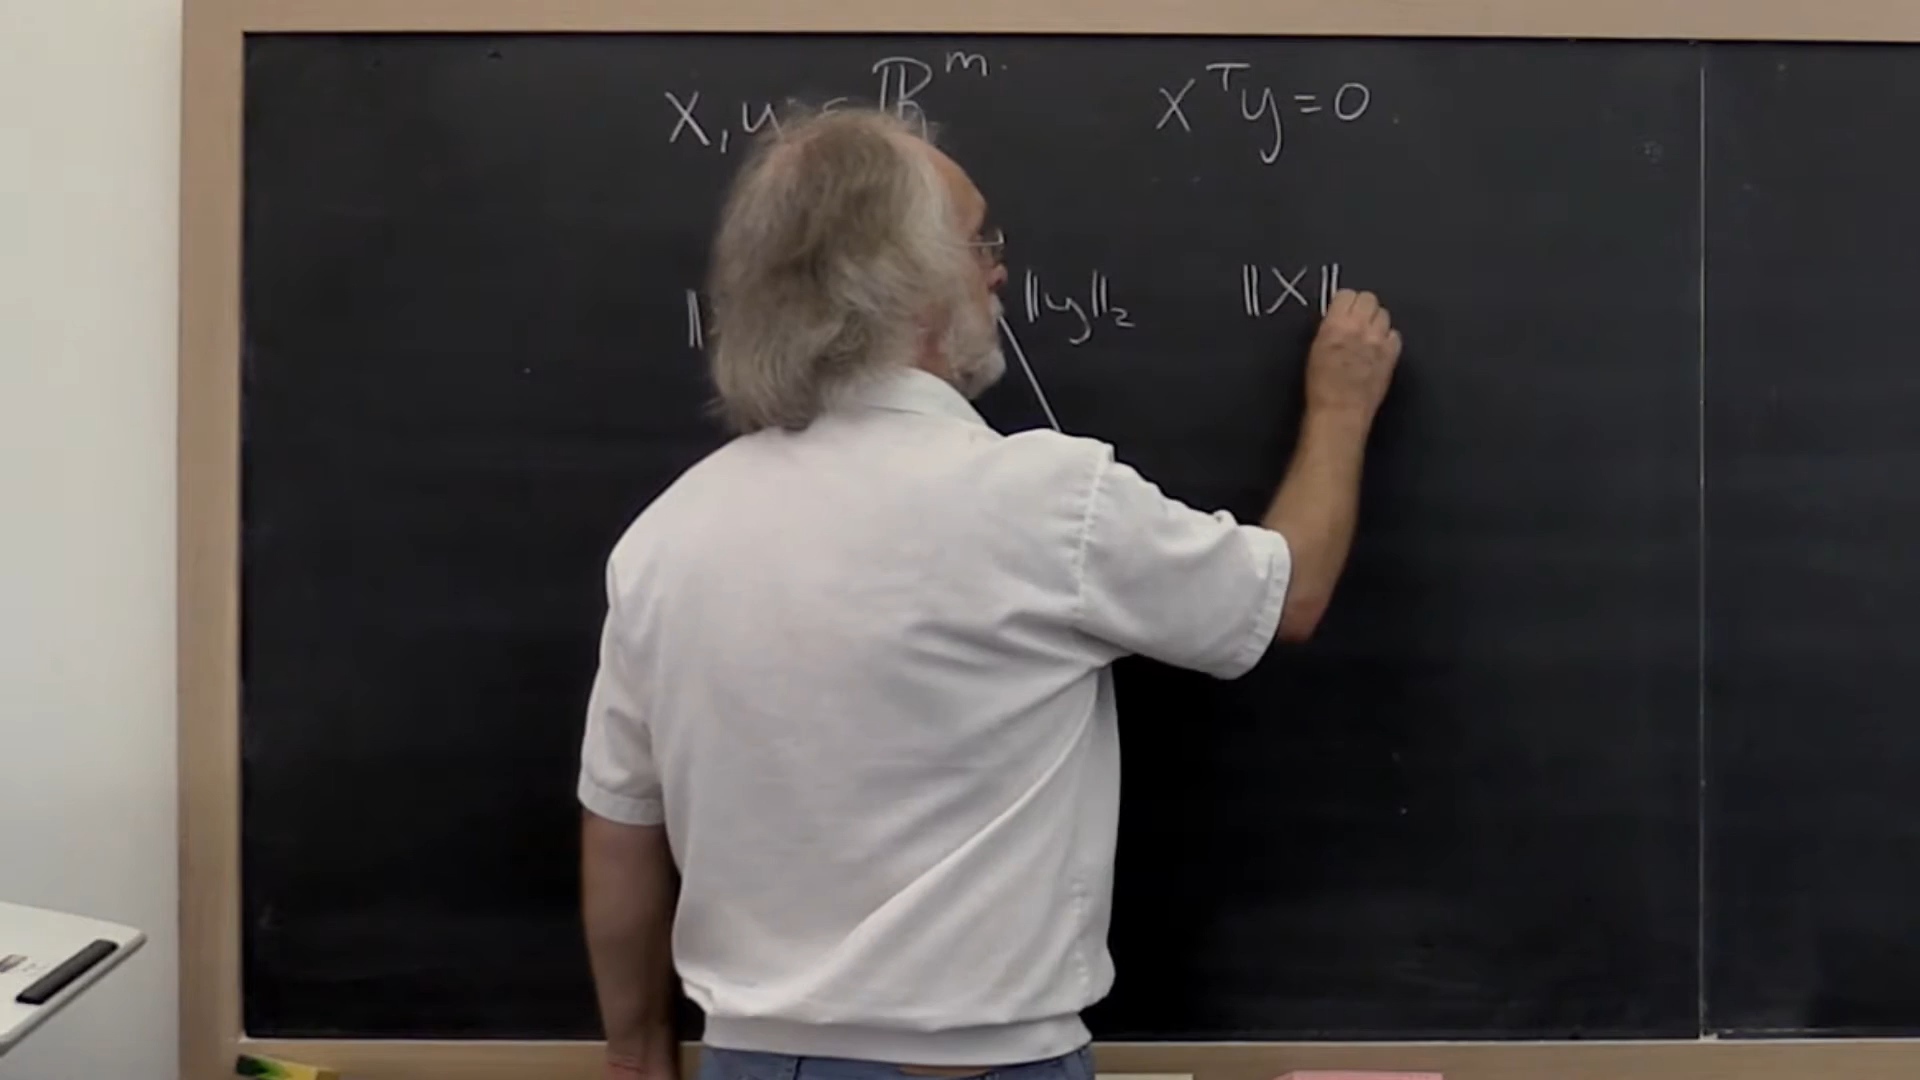 x, y ∈ ℝ^m. x^T y = 0.
‖ ‖y‖₂ ‖x‖